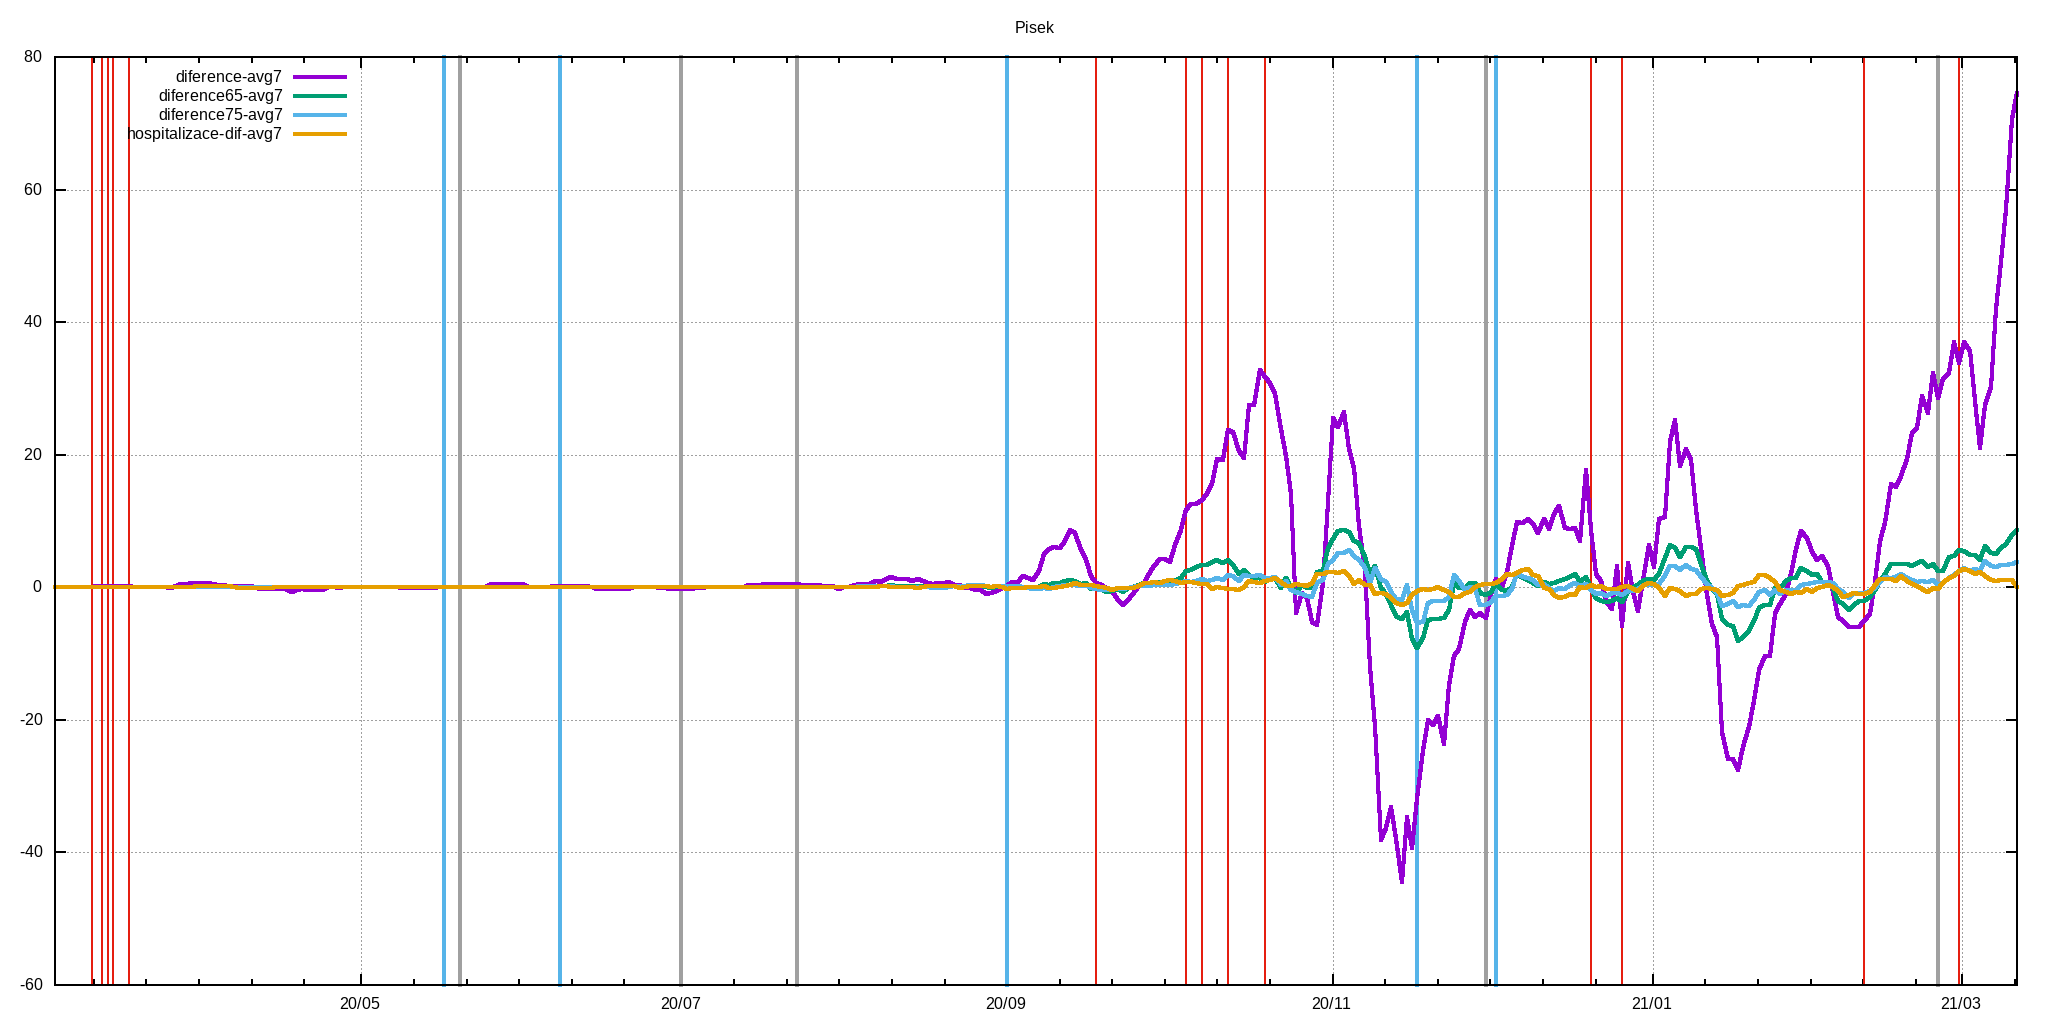 Pisek
80
diference-avg7
diference65-avg7
diference75-avg7
hospitalizace-dif-avg7
60
40
20
0
-20
-40
-60
20/05 20/07 20/09 20/11 21/01 21/03